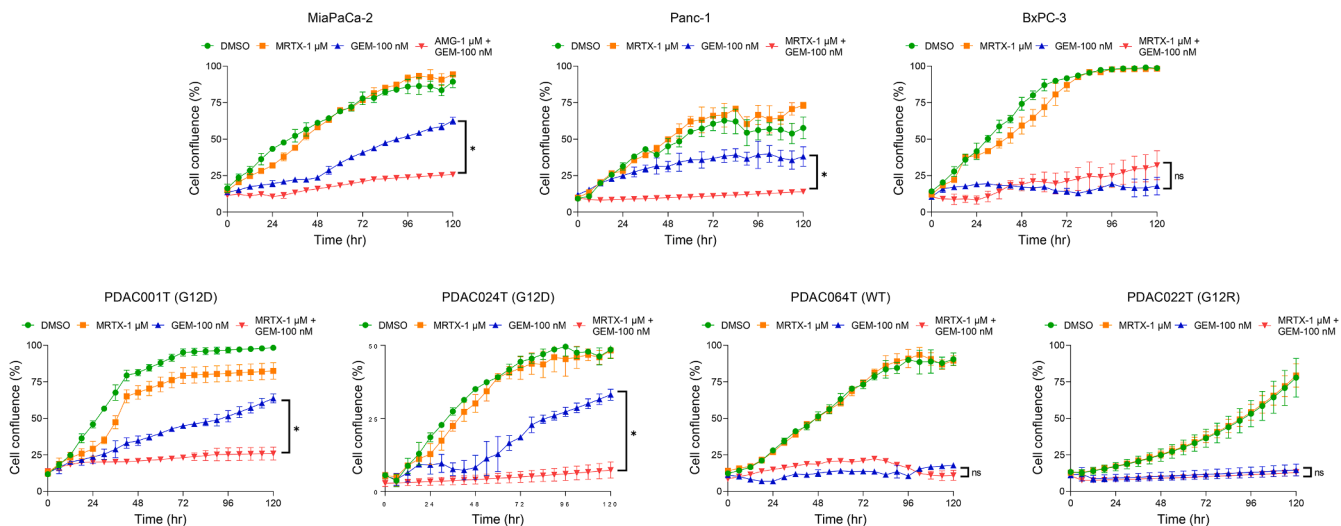 MiaPaCa-2
DMSO MRTX-1 µM GEM-100 nM AMG-1 µM +
GEM-100 nM
Cell confluence (%)
100
75
50
25
0
0 24 48 72 96 120
Time (hr)
*
Panc-1
DMSO MRTX-1 µM GEM-100 nM MRTX-1 µM +
GEM-100 nM
Cell confluence (%)
100
75
50
25
0
0 24 48 72 96 120
Time (hr)
*
BxPC-3
DMSO MRTX-1 µM GEM-100 nM MRTX-1 µM +
GEM-100 nM
Cell confluence (%)
100
75
50
25
0
0 24 48 72 96 120
Time (hr)
ns
PDAC001T (G12D)
DMSO MRTX-1 µM GEM-100 nM MRTX-1 µM +
GEM-100 nM
Cell confluence (%)
100
75
50
25
0
0 24 48 72 96 120
Time (hr)
*
PDAC024T (G12D)
DMSO MRTX-1 µM GEM-100 nM MRTX-1 µM +
GEM-100 nM
Cell confluence (%)
50
25
0
0 24 48 72 96 120
Time (hr)
*
PDAC064T (WT)
DMSO MRTX-1 µM GEM-100 nM MRTX-1 µM +
GEM-100 nM
Cell confluence (%)
100
75
50
25
0
0 24 48 72 96 120
Time (hr)
ns
PDAC022T (G12R)
DMSO MRTX-1 µM GEM-100 nM MRTX-1 µM +
GEM-100 nM
Cell confluence (%)
100
75
50
25
0
0 24 48 72 96 120
Time (hr)
ns